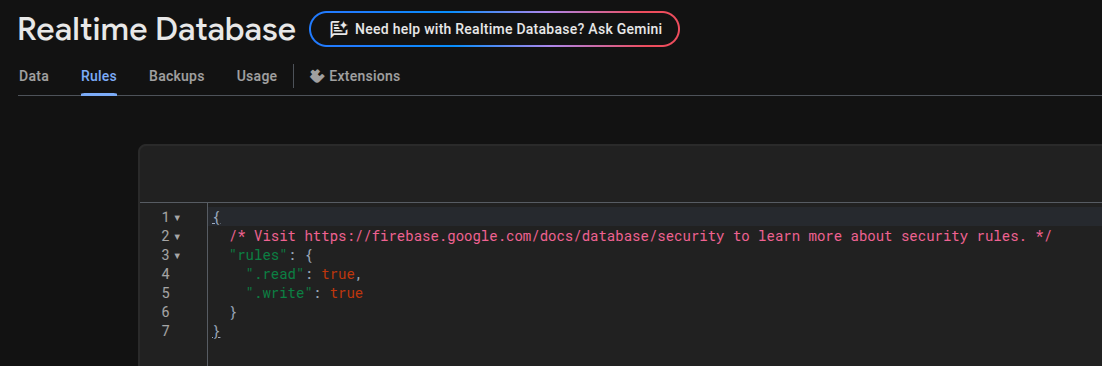 Realtime Database
Need help with Realtime Database? Ask Gemini
Data Rules Backups Usage Extensions
1 {
2 /* Visit https://firebase.google.com/docs/database/security to learn more about security rules. */
3 "rules": {
4 ".read": true,
5 ".write": true
6 }
7 }